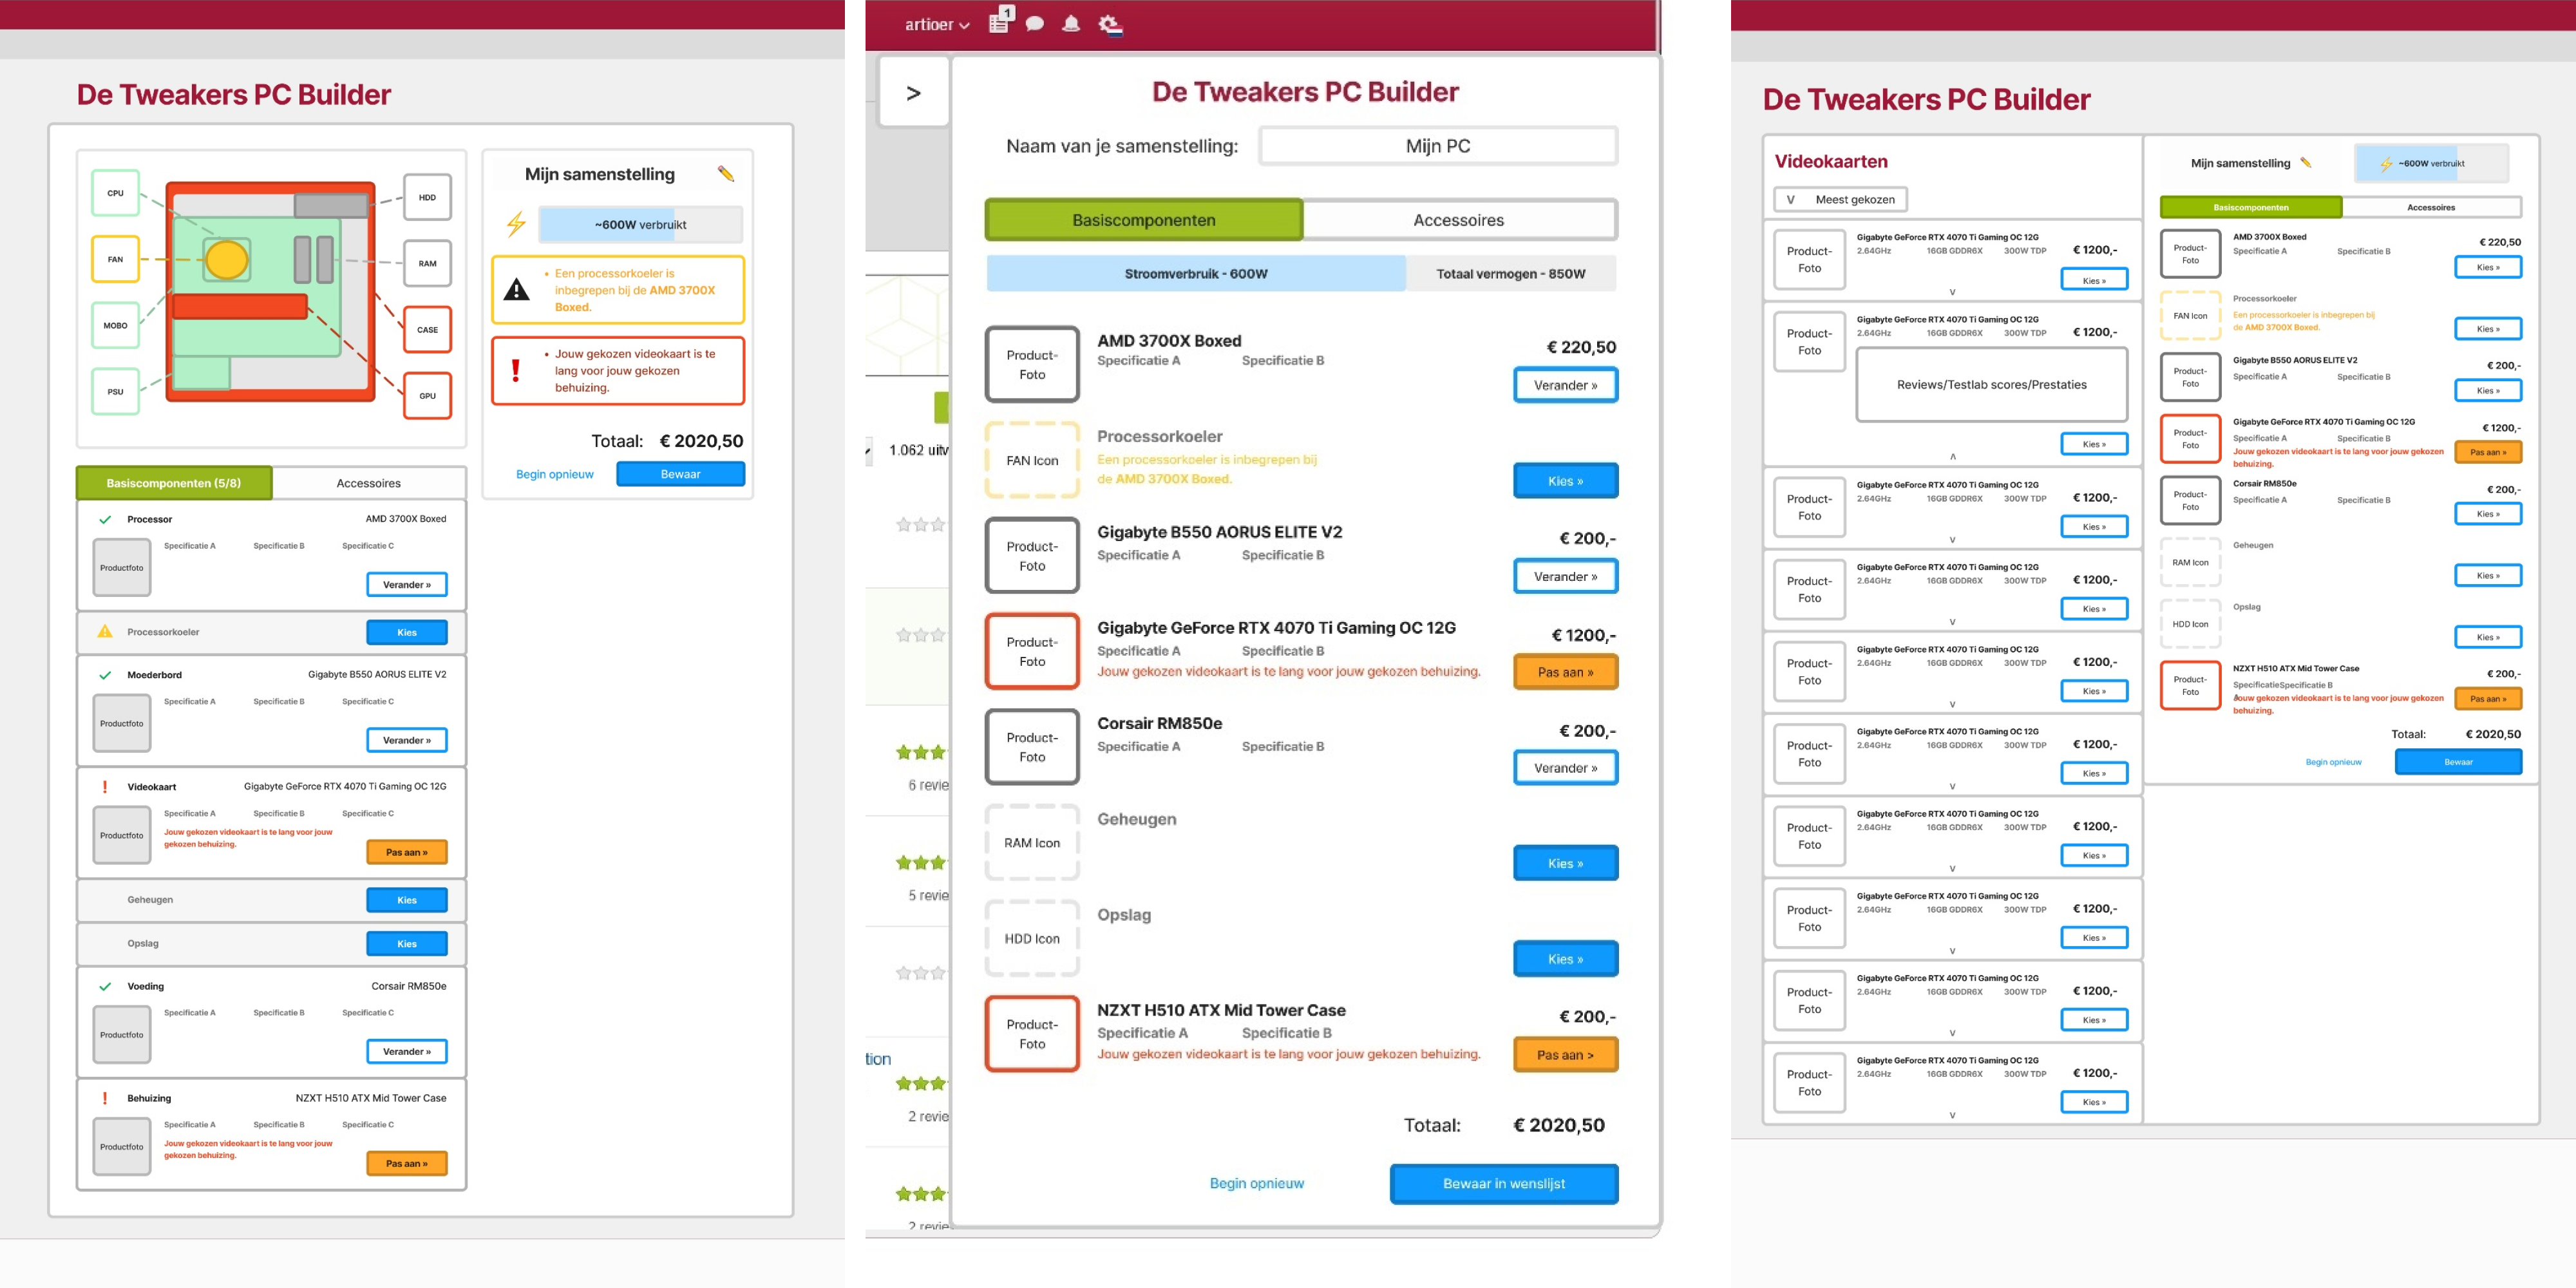 De Tweakers PC Builder
CPU
FAN
MOBO
PSU
HDD
RAM
CASE
GPU
Mijn samenstelling
~600W verbruikt
Een processorkoeler is
inbegrepen bij de AMD 3700X
Boxed.
Jouw gekozen videokaart is te
lang voor jouw gekozen
behuizing.
Totaal: € 2020,50
Begin opnieuw
Bewaar
Basiscomponenten (5/8)
Accessoires
Processor
AMD 3700X Boxed
Productfoto
Specificatie A Specificatie B Specificatie C
Verander »
Processorkoeler
Kies
Moederbord
Gigabyte B550 AORUS ELITE V2
Productfoto
Specificatie A Specificatie B Specificatie C
Verander »
Videokaart
Gigabyte GeForce RTX 4070 Ti Gaming OC 12G
Productfoto
Specificatie A Specificatie B Specificatie C
Jouw gekozen videokaart is te lang voor jouw
gekozen behuizing.
Pas aan »
Geheugen
Kies
Opslag
Kies
Voeding
Corsair RM850e
Productfoto
Specificatie A Specificatie B Specificatie C
Verander »
Behuizing
NZXT H510 ATX Mid Tower Case
Productfoto
Specificatie A Specificatie B Specificatie C
Jouw gekozen videokaart is te lang voor jouw
gekozen behuizing.
Pas aan »
artioer
1
>
1.062 uitw
6 revie
5 revie
tion
2 revie
2 revie
De Tweakers PC Builder
Naam van je samenstelling: Mijn PC
Basiscomponenten
Accessoires
Stroomverbruik - 600W
Totaal vermogen - 850W
Product-
Foto
AMD 3700X Boxed
Specificatie A Specificatie B
€ 220,50
Verander »
FAN Icon
Processorkoeler
Een processorkoeler is inbegrepen bij
de AMD 3700X Boxed.
Kies »
Product-
Foto
Gigabyte B550 AORUS ELITE V2
Specificatie A Specificatie B
€ 200,-
Verander »
Product-
Foto
Gigabyte GeForce RTX 4070 Ti Gaming OC 12G
Specificatie A Specificatie B
Jouw gekozen videokaart is te lang voor jouw gekozen behuizing.
€ 1200,-
Pas aan »
Product-
Foto
Corsair RM850e
Specificatie A Specificatie B
€ 200,-
Verander »
RAM Icon
Geheugen
Kies »
HDD Icon
Opslag
Kies »
Product-
Foto
NZXT H510 ATX Mid Tower Case
Specificatie A Specificatie B
Jouw gekozen videokaart is te lang voor jouw gekozen behuizing.
€ 200,-
Pas aan >
Totaal: € 2020,50
Begin opnieuw
Bewaar in wenslijst
De Tweakers PC Builder
Videokaarten
V Meest gekozen
Product-
Foto
Gigabyte GeForce RTX 4070 Ti Gaming OC 12G
2.64GHz 16GB GDDR6X 300W TDP
€ 1200,-
Kies »
V
Product-
Foto
Gigabyte GeForce RTX 4070 Ti Gaming OC 12G
2.64GHz 16GB GDDR6X 300W TDP
€ 1200,-
Reviews/Testlab scores/Prestaties
Kies »
Product-
Foto
Gigabyte GeForce RTX 4070 Ti Gaming OC 12G
2.64GHz 16GB GDDR6X 300W TDP
€ 1200,-
Kies »
V
Product-
Foto
Gigabyte GeForce RTX 4070 Ti Gaming OC 12G
2.64GHz 16GB GDDR6X 300W TDP
€ 1200,-
Kies »
V
Product-
Foto
Gigabyte GeForce RTX 4070 Ti Gaming OC 12G
2.64GHz 16GB GDDR6X 300W TDP
€ 1200,-
Kies »
V
Product-
Foto
Gigabyte GeForce RTX 4070 Ti Gaming OC 12G
2.64GHz 16GB GDDR6X 300W TDP
€ 1200,-
Kies »
V
Product-
Foto
Gigabyte GeForce RTX 4070 Ti Gaming OC 12G
2.64GHz 16GB GDDR6X 300W TDP
€ 1200,-
Kies »
V
Product-
Foto
Gigabyte GeForce RTX 4070 Ti Gaming OC 12G
2.64GHz 16GB GDDR6X 300W TDP
€ 1200,-
Kies »
V
Product-
Foto
Gigabyte GeForce RTX 4070 Ti Gaming OC 12G
2.64GHz 16GB GDDR6X 300W TDP
€ 1200,-
Kies »
V
Product-
Foto
Gigabyte GeForce RTX 4070 Ti Gaming OC 12G
2.64GHz 16GB GDDR6X 300W TDP
€ 1200,-
Kies »
V
Mijn samenstelling
~600W verbruikt
Basiscomponenten
Accessoires
Product-
Foto
AMD 3700X Boxed
Specificatie A Specificatie B
€ 220,50
Kies »
FAN Icon
Processorkoeler
Een processorkoeler is inbegrepen bij
de AMD 3700X Boxed.
Kies »
Product-
Foto
Gigabyte B550 AORUS ELITE V2
Specificatie A Specificatie B
€ 200,-
Kies »
Product-
Foto
Gigabyte GeForce RTX 4070 Ti Gaming OC 12G
Specificatie A Specificatie B
Jouw gekozen videokaart is te lang voor jouw gekozen
behuizing.
€ 1200,-
Pas aan »
Product-
Foto
Corsair RM850e
Specificatie A Specificatie B
€ 200,-
Kies »
RAM Icon
Geheugen
Kies »
HDD Icon
Opslag
Kies »
Product-
Foto
NZXT H510 ATX Mid Tower Case
Specificatie Specificatie B
A
Jouw gekozen videokaart is te lang voor jouw gekozen
behuizing.
€ 200,-
Pas aan »
Totaal: € 2020,50
Begin opnieuw
Bewaar